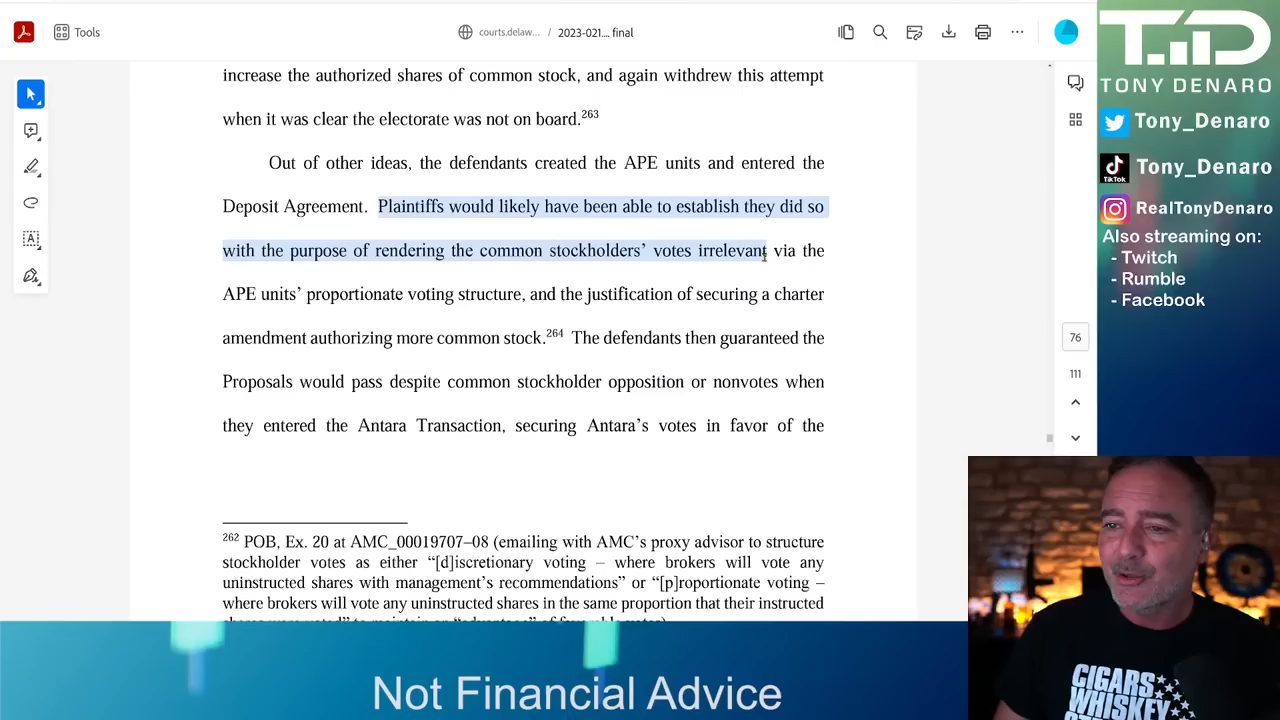 Tools
courts.delaw... / 2023-021.... final
increase the authorized shares of common stock, and again withdrew this attempt
when it was clear the electorate was not on board.263
Out of other ideas, the defendants created the APE units and entered the
Deposit Agreement. Plaintiffs would likely have been able to establish they did so
with the purpose of rendering the common stockholders’ votes irrelevant via the
APE units’ proportionate voting structure, and the justification of securing a charter
amendment authorizing more common stock.264 The defendants then guaranteed the
Proposals would pass despite common stockholder opposition or nonvotes when
they entered the Antara Transaction, securing Antara’s votes in favor of the
262 POB, Ex. 20 at AMC_00019707–08 (emailing with AMC’s proxy advisor to structure
stockholder votes as either “[d]iscretionary voting – where brokers will vote any
uninstructed shares with management’s recommendations” or “[p]roportionate voting –
where brokers will vote any uninstructed shares in the same proportion that their instructed
76
111
TD
TONY DENARO
Tony_Denaro
TikTok
Tony_Denaro
RealTonyDenaro
Also streaming on:
- Twitch
- Rumble
- Facebook
CIGARS
WHISKEY
Not Financial Advice